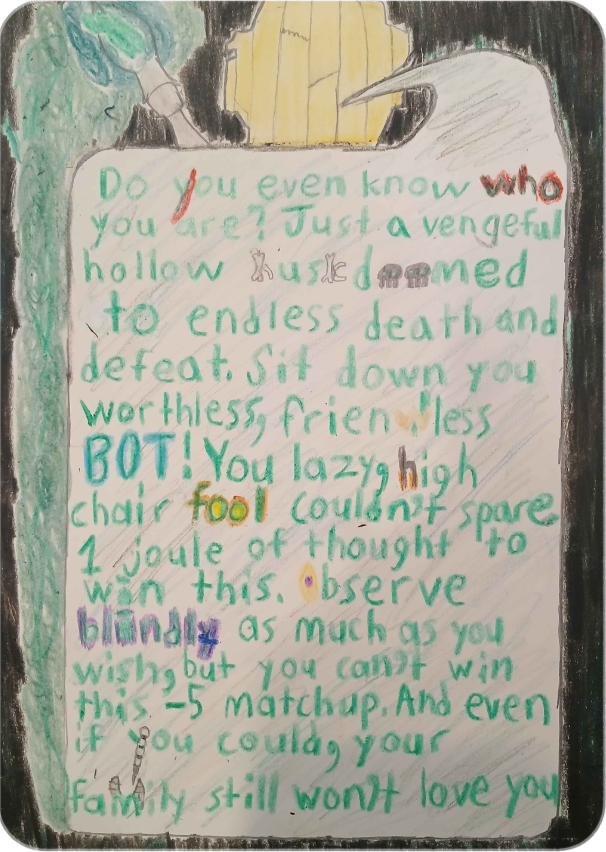 Do you even know who
you are? Just a vengeful
hollow husk doomed
to endless death and
defeat. Sit down you
worthless, friendless
BOT! You lazy, high
chair fool couldn't spare
1 joule of thought to
win this. Observe
blindly as much as you
wish, but you can't win
this -5 matchup. And even
if you could, your
family still won't love you